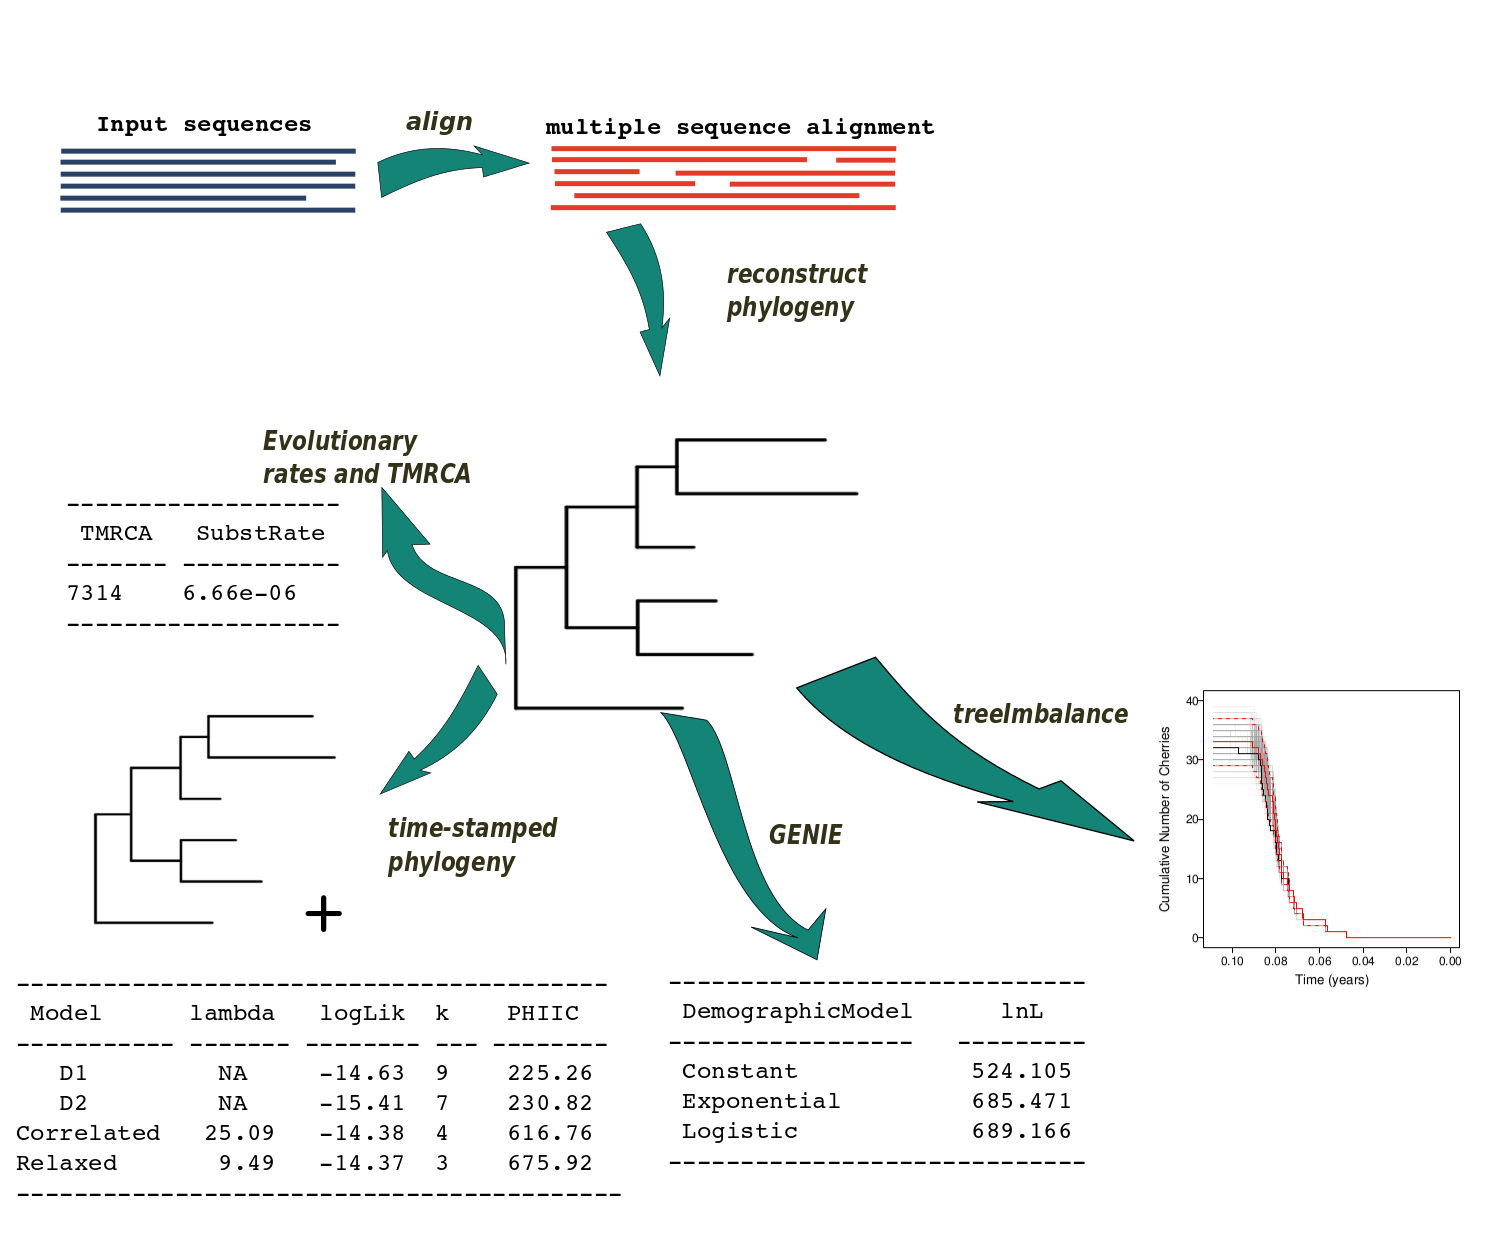 Input sequences
align
multiple sequence alignment
reconstruct
phylogeny
Evolutionary
rates and TMRCA
------------------- 
TMRCA SubstRate
------- -----------
7314 6.66e-06
-------------------
treeImbalance
time-stamped
phylogeny
+
GENIE
Cumulative Number of Cherries
40
30
20
10
0
0.10 0.08 0.06 0.04 0.02 0.00
Time (years)
-----------------------------------------
Model lambda logLik k PHIIC
----------- ------- -------- --- --------
D1 NA -14.63 9 225.26
D2 NA -15.41 7 230.82
Correlated 25.09 -14.38 4 616.76
Relaxed 9.49 -14.37 3 675.92
------------------------------------------
-----------------------------
DemographicModel lnL
----------------- ---------
Constant 524.105
Exponential 685.471
Logistic 689.166
-----------------------------